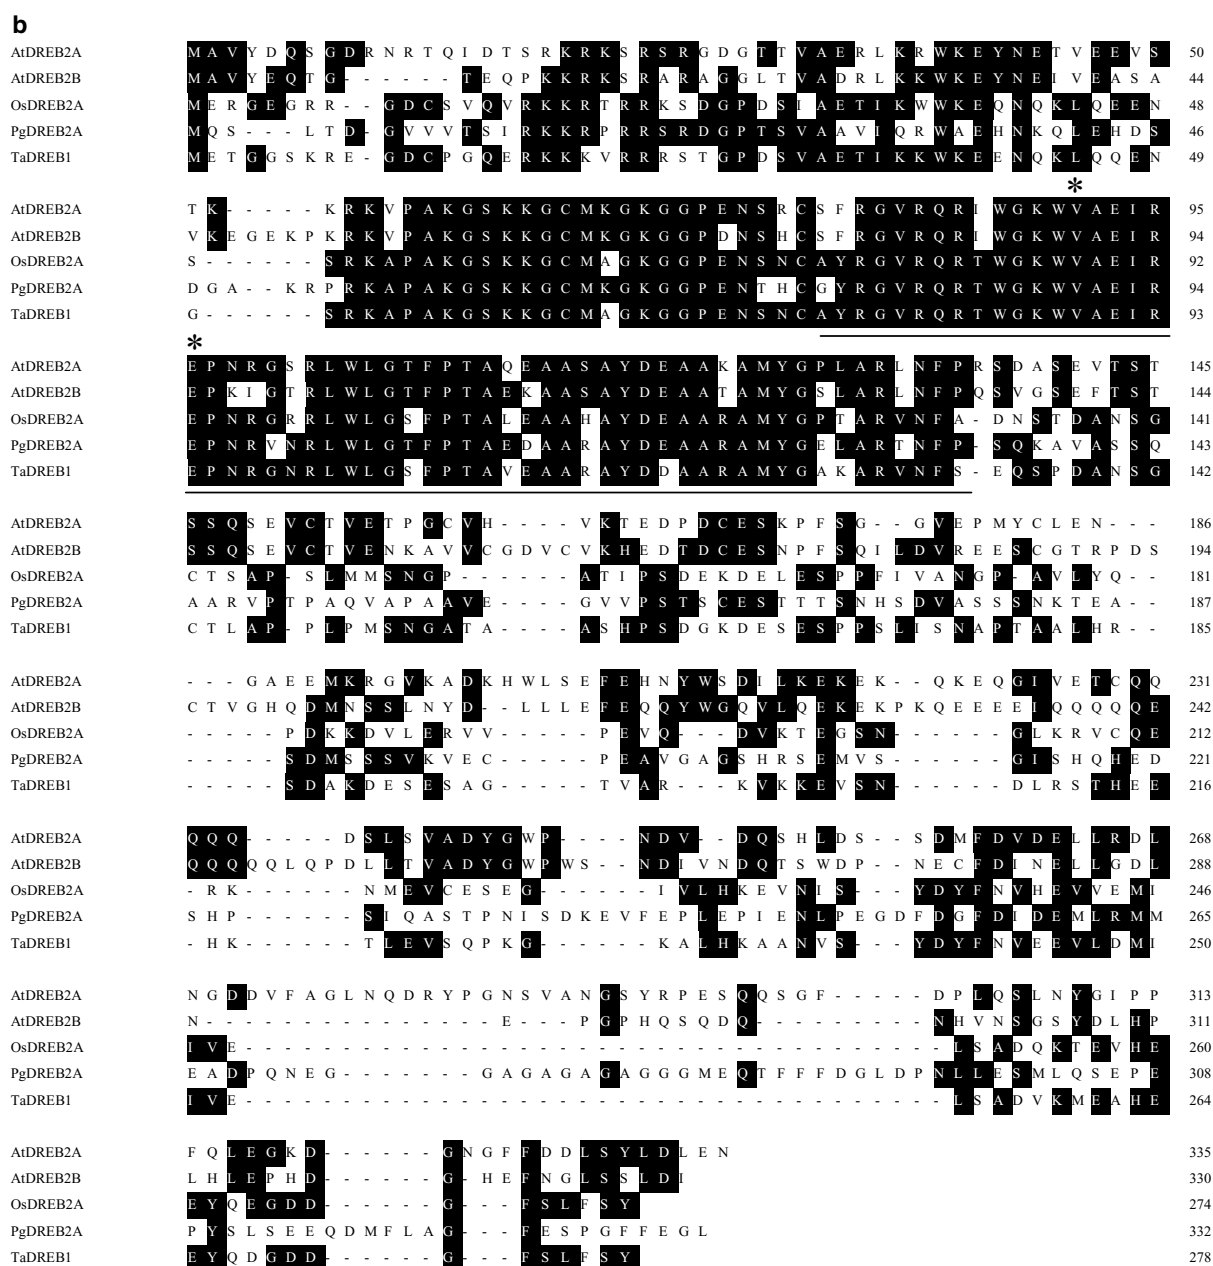 b
AtDREB2A M A V Y D Q S G D R N R T Q I D T S R K R K S R S R G D G T T V A E R L K R W K E Y N E T V E E V S 50
AtDREB2B M A V Y E Q T G - - - - - - T E Q P K K R K S R A R A G G L T V A D R L K K W K E Y N E I V E A S A 44
OsDREB2A M E R G E G R R - - G D C S V Q V R K K R T R R K S D G P D S I A E T I K W W K E Q N Q K L Q E E N 48
PgDREB2A M Q S - - - L T D - G V V V T S I R K K R P R R S R D G P T S V A A V I Q R W A E H N K Q L E H D S 46
TaDREB1 M E T G G S K R E - G D C P G Q E R K K K V R R R S T G P D S V A E T I K K W K E E N Q K L Q Q E N 49
*
AtDREB2A T K - - - - - K R K V P A K G S K K G C M K G K G G P E N S R C S F R G V R Q R I W G K W V A E I R 95
AtDREB2B V K E G E K P K R K V P A K G S K K G C M K G K G G P D N S H C S F R G V R Q R I W G K W V A E I R 94
OsDREB2A S - - - - - - S R K A P A K G S K K G C M A G K G G P E N S N C A Y R G V R Q R T W G K W V A E I R 92
PgDREB2A D G A - - K R P R K A P A K G S K K G C M K G K G G P E N T H C G Y R G V R Q R T W G K W V A E I R 94
TaDREB1 G - - - - - - S R K A P A K G S K K G C M A G K G G P E N S N C A Y R G V R Q R T W G K W V A E I R 93
*
AtDREB2A E P N R G S R L W L G T F P T A Q E A A S A Y D E A A K A M Y G P L A R L N F P R S D A S E V T S T 145
AtDREB2B E P K I G T R L W L G T F P T A E K A A S A Y D E A A T A M Y G S L A R L N F P Q S V G S E F T S T 144
OsDREB2A E P N R G R R L W L G S F P T A L E A A H A Y D E A A R A M Y G P T A R V N F A - D N S T D A N S G 141
PgDREB2A E P N R V N R L W L G T F P T A E D A A R A Y D E A A R A M Y G E L A R T N F P - S Q K A V A S S Q 143
TaDREB1 E P N R G N R L W L G S F P T A V E A A R A Y D D A A R A M Y G A K A R V N F S - E Q S P D A N S G 142
AtDREB2A S S Q S E V C T V E T P G C V H - - - - V K T E D P D C E S K P F S G - - G V E P M Y C L E N - - - 186
AtDREB2B S S Q S E V C T V E N K A V V C G D V C V K H E D T D C E S N P F S Q I L D V R E E S C G T R P D S 194
OsDREB2A C T S A P - S L M M S N G P - - - - - - A T I P S D E K D E L E S P P F I V A N G P - A V L Y Q - - 181
PgDREB2A A A R V P T P A Q V A P A A V E - - - - G V V P S T S C E S T T T S N H S D V A S S S N K T E A - - 187
TaDREB1 C T L A P - P L P M S N G A T A - - - - A S H P S D G K D E S E S P P S L I S N A P T A A L H R - - 185
AtDREB2A - - - G A E E M K R G V K A D K H W L S E F E H N Y W S D I L K E K E K - - Q K E Q G I V E T C Q Q 231
AtDREB2B C T V G H Q D M N S S L N Y D - - L L L E F E Q Q Y W G Q V L Q E K E K P K Q E E E E I Q Q Q Q Q E 242
OsDREB2A - - - - - P D K K D V L E R V V - - - - - P E V Q - - - D V K T E G S N - - - - - - G L K R V C Q E 212
PgDREB2A - - - - - S D M S S S V K V E C - - - - - P E A V G A G S H R S E M V S - - - - - - G I S H Q H E D 221
TaDREB1 - - - - - S D A K D E S E S A G - - - - - T V A R - - - K V K K E V S N - - - - - - D L R S T H E E 216
AtDREB2A Q Q Q - - - - - D S L S V A D Y G W P - - - - N D V - - D Q S H L D S - - S D M F D V D E L L R D L 268
AtDREB2B Q Q Q Q Q L Q P D L L T V A D Y G W P W S - - N D I V N D Q T S W D P - - N E C F D I N E L L G D L 288
OsDREB2A - R K - - - - - - N M E V C E S E G - - - - - - I V L H K E V N I S - - - Y D Y F N V H E V V E M I 246
PgDREB2A S H P - - - - - - S I Q A S T P N I S D K E V F E P L E P I E N L P E G D F D G F D I D E M L R M M 265
TaDREB1 - H K - - - - - - T L E V S Q P K G - - - - - - K A L H K A A N V S - - - Y D Y F N V E E V L D M I 250
AtDREB2A N G D D V F A G L N Q D R Y P G N S V A N G S Y R P E S Q Q S G F - - - - - D P L Q S L N Y G I P P 313
AtDREB2B N - - - - - - - - - - - - - - - E - - - P G P H Q S Q D Q - - - - - - - - - N H V N S G S Y D L H P 311
OsDREB2A I V E - - - - - - - - - - - - - - - - - - - - - - - - - - - - - - - - - - - - L S A D Q K T E V H E 260
PgDREB2A E A D P Q N E G - - - - - - - G A G A G A G A G G G M E Q T F F F D G L D P N L L E S M L Q S E P E 308
TaDREB1 I V E - - - - - - - - - - - - - - - - - - - - - - - - - - - - - - - - - - - - L S A D V K M E A H E 264
AtDREB2A F Q L E G K D - - - - - - G N G F F D D L S Y L D L E N 335
AtDREB2B L H L E P H D - - - - - - G - H E F N G L S S L D I 330
OsDREB2A E Y Q E G D D - - - - - - G - - - F S L F S Y 274
PgDREB2A P Y S L S E E Q D M F L A G - - - F E S P G F F E G L 332
TaDREB1 E Y Q D G D D - - - - - - G - - - F S L F S Y 278